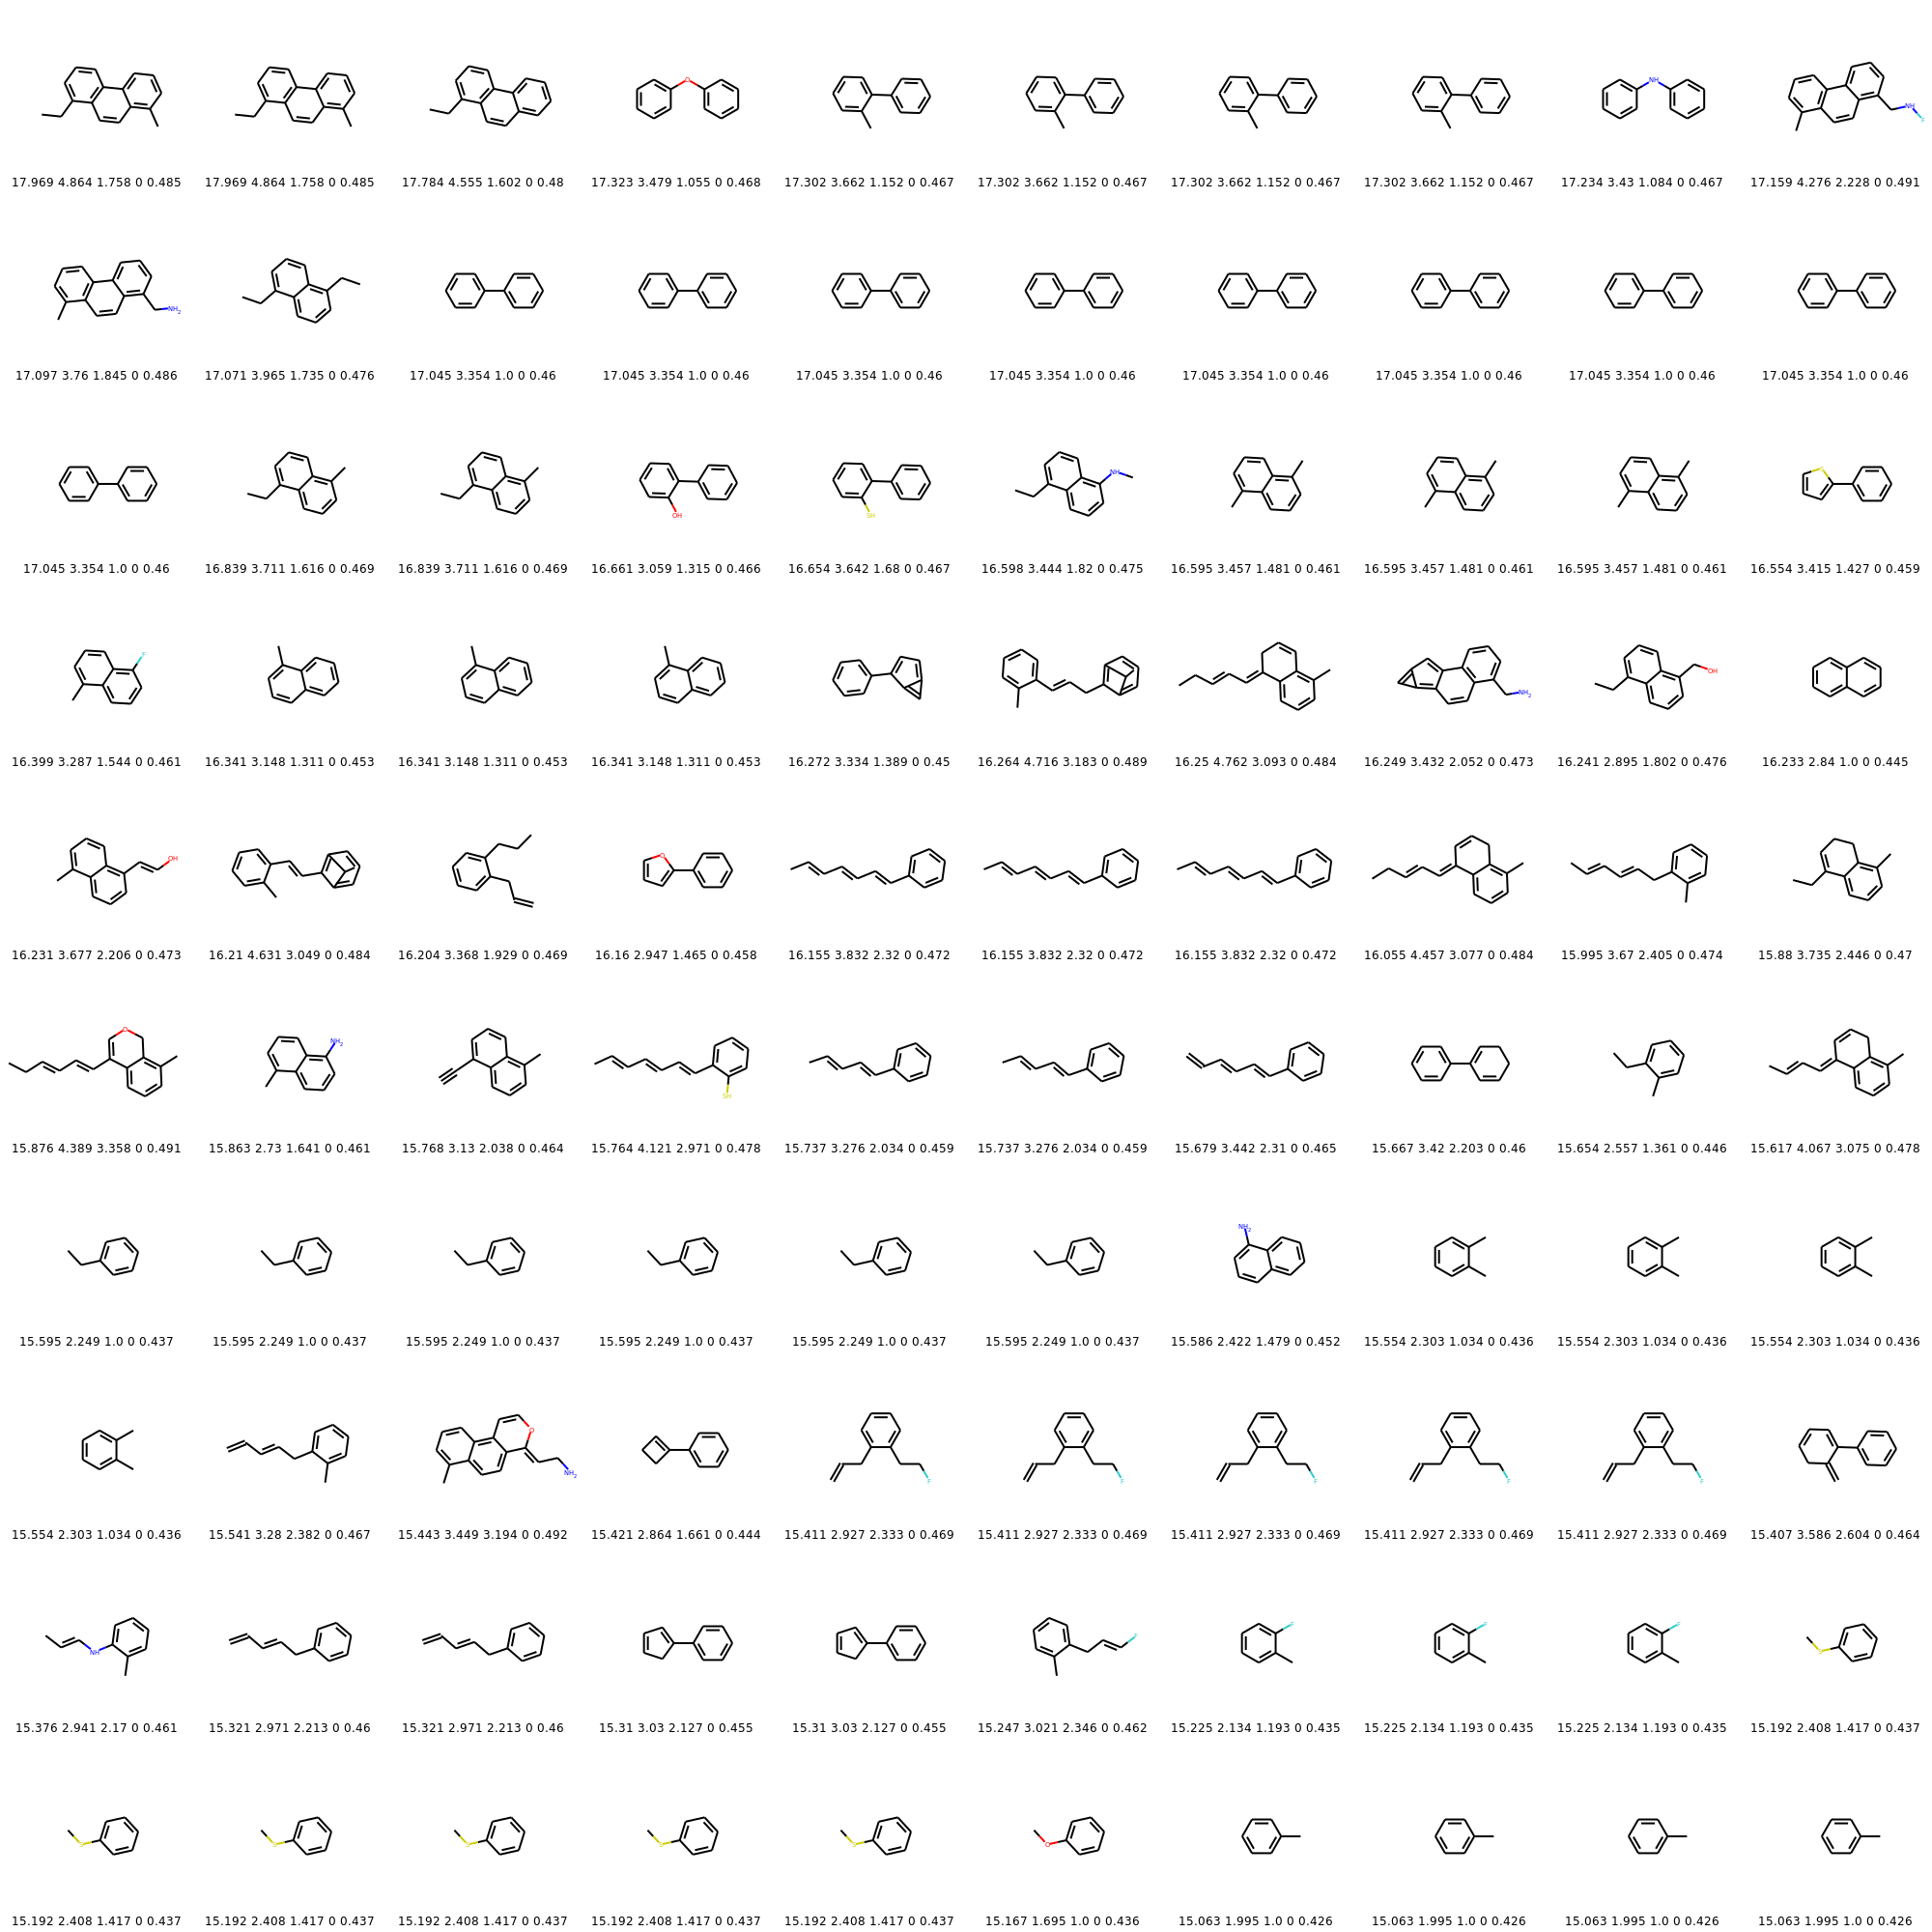 NH
F
O
17.969 4.864 1.758 0 0.485 17.969 4.864 1.758 0 0.485 17.784 4.555 1.602 0 0.48 17.323 3.479 1.055 0 0.468 17.302 3.662 1.152 0 0.467 17.302 3.662 1.152 0 0.467 17.302 3.662 1.152 0 0.467 17.302 3.662 1.152 0 0.467 17.234 3.43 1.084 0 0.467 17.159 4.276 2.228 0 0.491
NH2
17.097 3.76 1.845 0 0.486 17.071 3.965 1.735 0 0.476 17.045 3.354 1.0 0 0.46 17.045 3.354 1.0 0 0.46 17.045 3.354 1.0 0 0.46 17.045 3.354 1.0 0 0.46 17.045 3.354 1.0 0 0.46 17.045 3.354 1.0 0 0.46 17.045 3.354 1.0 0 0.46 17.045 3.354 1.0 0 0.46
OH SH NH S
17.045 3.354 1.0 0 0.46 16.839 3.711 1.616 0 0.469 16.839 3.711 1.616 0 0.469 16.661 3.059 1.315 0 0.466 16.654 3.642 1.68 0 0.467 16.598 3.444 1.82 0 0.475 16.595 3.457 1.481 0 0.461 16.595 3.457 1.481 0 0.461 16.595 3.457 1.481 0 0.461 16.554 3.415 1.427 0 0.459
F NH2 OH
16.399 3.287 1.544 0 0.461 16.341 3.148 1.311 0 0.453 16.341 3.148 1.311 0 0.453 16.341 3.148 1.311 0 0.453 16.272 3.334 1.389 0 0.45 16.264 4.716 3.183 0 0.489 16.25 4.762 3.093 0 0.484 16.249 3.432 2.052 0 0.473 16.241 2.895 1.802 0 0.476 16.233 2.84 1.0 0 0.445
OH O
16.231 3.677 2.206 0 0.473 16.21 4.631 3.049 0 0.484 16.204 3.368 1.929 0 0.469 16.16 2.947 1.465 0 0.458 16.155 3.832 2.32 0 0.472 16.155 3.832 2.32 0 0.472 16.155 3.832 2.32 0 0.472 16.055 4.457 3.077 0 0.484 15.995 3.67 2.405 0 0.474 15.88 3.735 2.446 0 0.47
O NH2 SH
15.876 4.389 3.358 0 0.491 15.863 2.73 1.641 0 0.461 15.768 3.13 2.038 0 0.464 15.764 4.121 2.971 0 0.478 15.737 3.276 2.034 0 0.459 15.737 3.276 2.034 0 0.459 15.679 3.442 2.31 0 0.465 15.667 3.42 2.203 0 0.46 15.654 2.557 1.361 0 0.446 15.617 4.067 3.075 0 0.478
NH2
15.595 2.249 1.0 0 0.437 15.595 2.249 1.0 0 0.437 15.595 2.249 1.0 0 0.437 15.595 2.249 1.0 0 0.437 15.595 2.249 1.0 0 0.437 15.595 2.249 1.0 0 0.437 15.586 2.422 1.479 0 0.452 15.554 2.303 1.034 0 0.436 15.554 2.303 1.034 0 0.436 15.554 2.303 1.034 0 0.436
O NH2 F F F F F
15.554 2.303 1.034 0 0.436 15.541 3.28 2.382 0 0.467 15.443 3.449 3.194 0 0.492 15.421 2.864 1.661 0 0.444 15.411 2.927 2.333 0 0.469 15.411 2.927 2.333 0 0.469 15.411 2.927 2.333 0 0.469 15.411 2.927 2.333 0 0.469 15.411 2.927 2.333 0 0.469 15.407 3.586 2.604 0 0.464
NH F F F F S
15.376 2.941 2.17 0 0.461 15.321 2.971 2.213 0 0.46 15.321 2.971 2.213 0 0.46 15.31 3.03 2.127 0 0.455 15.31 3.03 2.127 0 0.455 15.247 3.021 2.346 0 0.462 15.225 2.134 1.193 0 0.435 15.225 2.134 1.193 0 0.435 15.225 2.134 1.193 0 0.435 15.192 2.408 1.417 0 0.437
S S S S S O
15.192 2.408 1.417 0 0.437 15.192 2.408 1.417 0 0.437 15.192 2.408 1.417 0 0.437 15.192 2.408 1.417 0 0.437 15.192 2.408 1.417 0 0.437 15.167 1.695 1.0 0 0.436 15.063 1.995 1.0 0 0.426 15.063 1.995 1.0 0 0.426 15.063 1.995 1.0 0 0.426 15.063 1.995 1.0 0 0.426